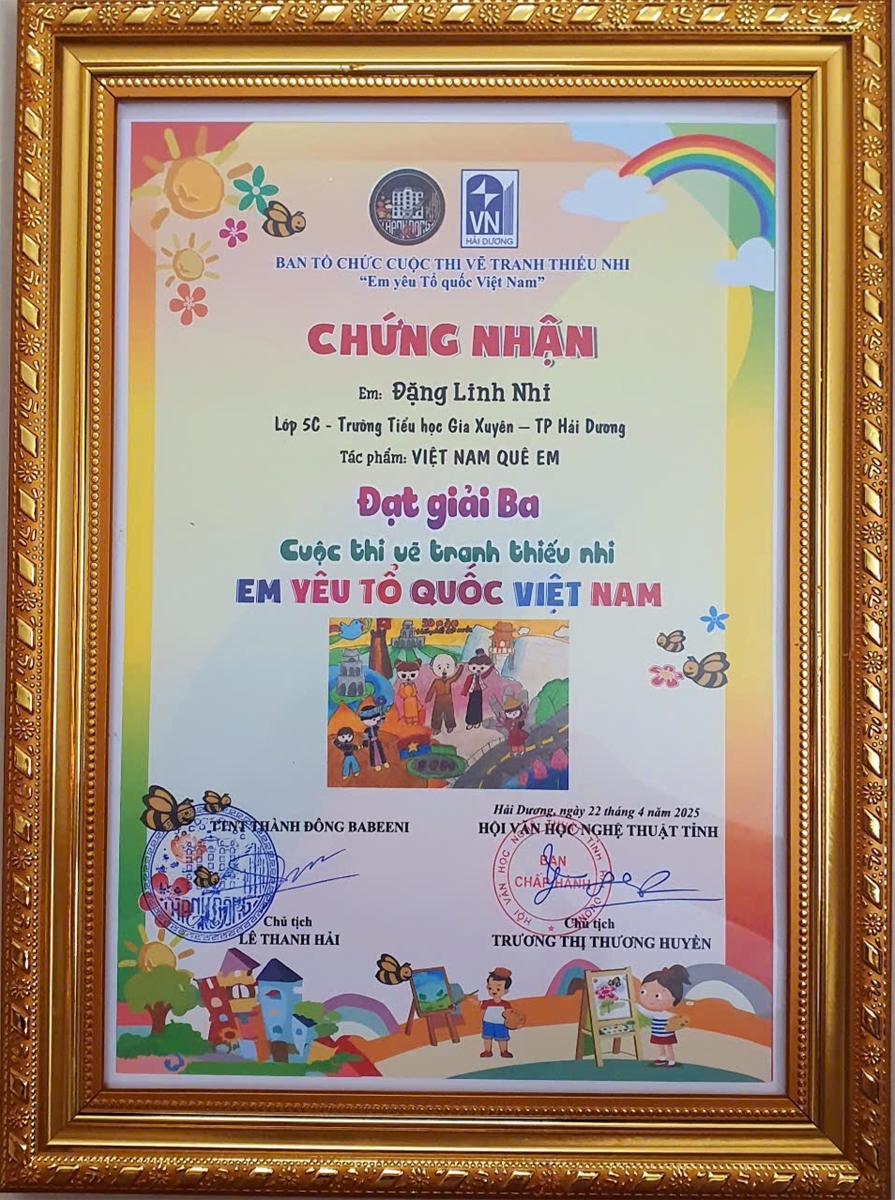 THÀNH ĐÔNG
VN
HẢI DƯƠNG
BAN TỔ CHỨC CUỘC THI VẼ TRANH THIẾU NHI
“Em yêu Tổ quốc Việt Nam”
CHỨNG NHẬN
Em: Đặng Linh Nhi
Lớp 5C - Trường Tiểu học Gia Xuyên – TP Hải Dương
Tác phẩm: VIỆT NAM QUÊ EM
Đạt giải Ba
Cuộc thi vẽ tranh thiếu nhi
EM YÊU TỔ QUỐC VIỆT NAM
Hải Dương, ngày 22 tháng 4 năm 2025
TTNT THÀNH ĐÔNG BABEENI
HỘI VĂN HỌC NGHỆ THUẬT TỈNH
THÀNH ĐÔNG
BAN
CHẤP HÀNH
Chủ tịch
LÊ THANH HẢI
Chủ tịch
TRƯƠNG THỊ THƯƠNG HUYỀN